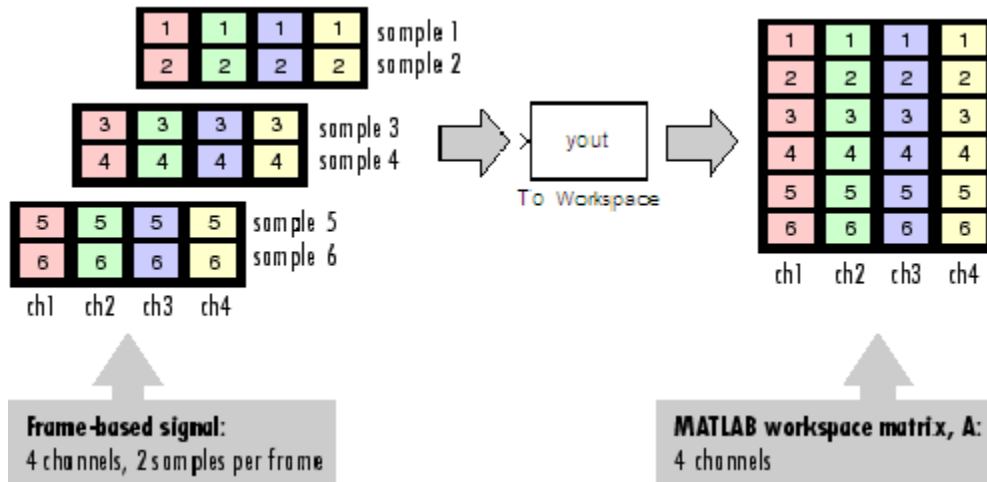 1 1 1 1 sample 1
2 2 2 2 sample 2
3 3 3 3 sample 3
4 4 4 4 sample 4
5 5 5 5 sample 5
6 6 6 6 sample 6
ch1 ch2 ch3 ch4
yout
To Workspace
1 1 1 1
2 2 2 2
3 3 3 3
4 4 4 4
5 5 5 5
6 6 6 6
ch1 ch2 ch3 ch4
Frame-based signal:
4 channels, 2 samples per frame
MATLAB workspace matrix, A:
4 channels